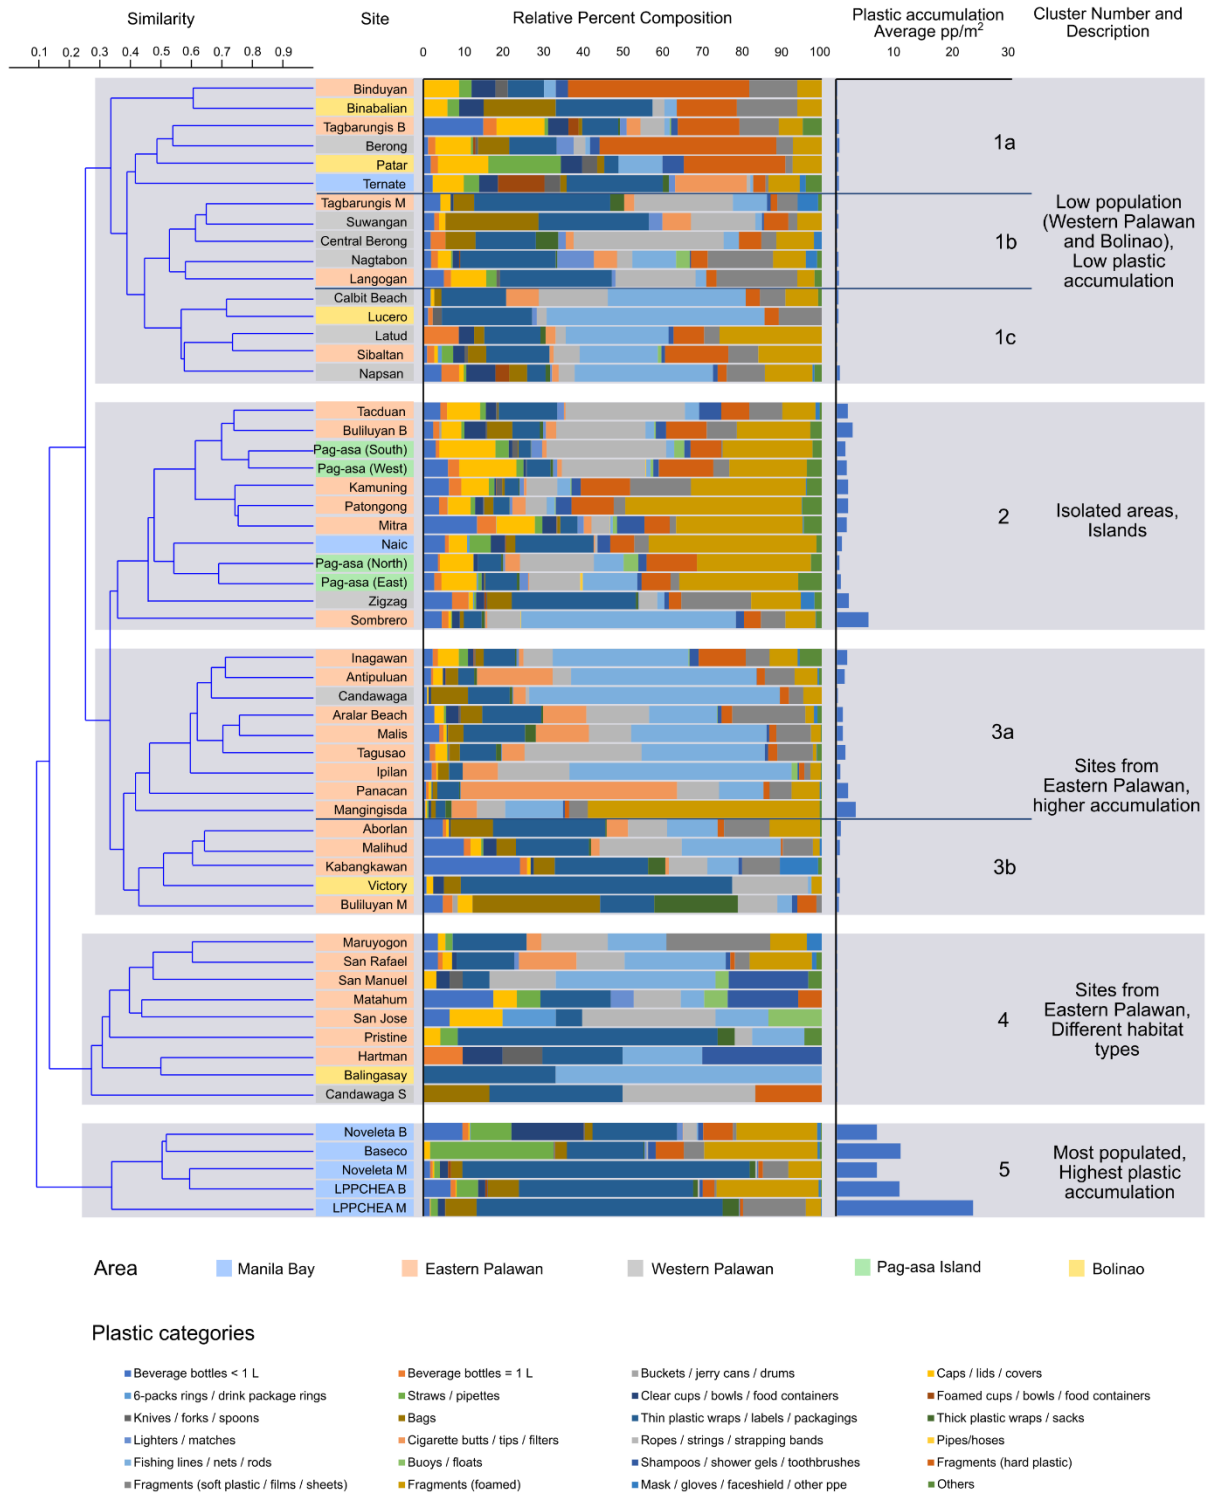 Similarity
Site
Relative Percent Composition
Plastic accumulation
Average pp/m²
Cluster Number and
Description
0.1 0.2 0.3 0.4 0.5 0.6 0.7 0.8 0.9
0 10 20 30 40 50 60 70 80 90 100
10 20 30
Binduyan
Binabalian
Tagbarungis B
Berong
Patar
Ternate
1a
Tagbarungis M
Suwangan
Central Berong
Nagtabon
Langogan
1b
Low population
(Western Palawan
and Bolinao),
Low plastic
accumulation
Calbit Beach
Lucero
Latud
Sibaltan
Napsan
1c
Tacduan
Buliluyan B
Pag-asa (South)
Pag-asa (West)
Kamuning
Patongong
Mitra
Naic
Pag-asa (North)
Pag-asa (East)
Zigzag
Sombrero
2
Isolated areas,
Islands
Inagawan
Antipuluan
Candawaga
Aralar Beach
Malis
Tagusao
Ipilan
Panacan
Mangingisda
3a
Sites from
Eastern Palawan,
higher accumulation
Aborlan
Malihud
Kabangkawan
Victory
Buliluyan M
3b
Maruyogon
San Rafael
San Manuel
Matahum
San Jose
Pristine
Hartman
Balingasay
Candawaga S
4
Sites from
Eastern Palawan,
Different habitat
types
Noveleta B
Baseco
Noveleta M
LPPCHEA B
LPPCHEA M
5
Most populated,
Highest plastic
accumulation
Area
Manila Bay
Eastern Palawan
Western Palawan
Pag-asa Island
Bolinao
Plastic categories
Beverage bottles < 1 L
Beverage bottles = 1 L
Buckets / jerry cans / drums
Caps / lids / covers
6-packs rings / drink package rings
Straws / pipettes
Clear cups / bowls / food containers
Foamed cups / bowls / food containers
Knives / forks / spoons
Bags
Thin plastic wraps / labels / packagings
Thick plastic wraps / sacks
Lighters / matches
Cigarette butts / tips / filters
Ropes / strings / strapping bands
Pipes/hoses
Fishing lines / nets / rods
Buoys / floats
Shampoos / shower gels / toothbrushes
Fragments (hard plastic)
Fragments (soft plastic / films / sheets)
Fragments (foamed)
Mask / gloves / faceshield / other ppe
Others